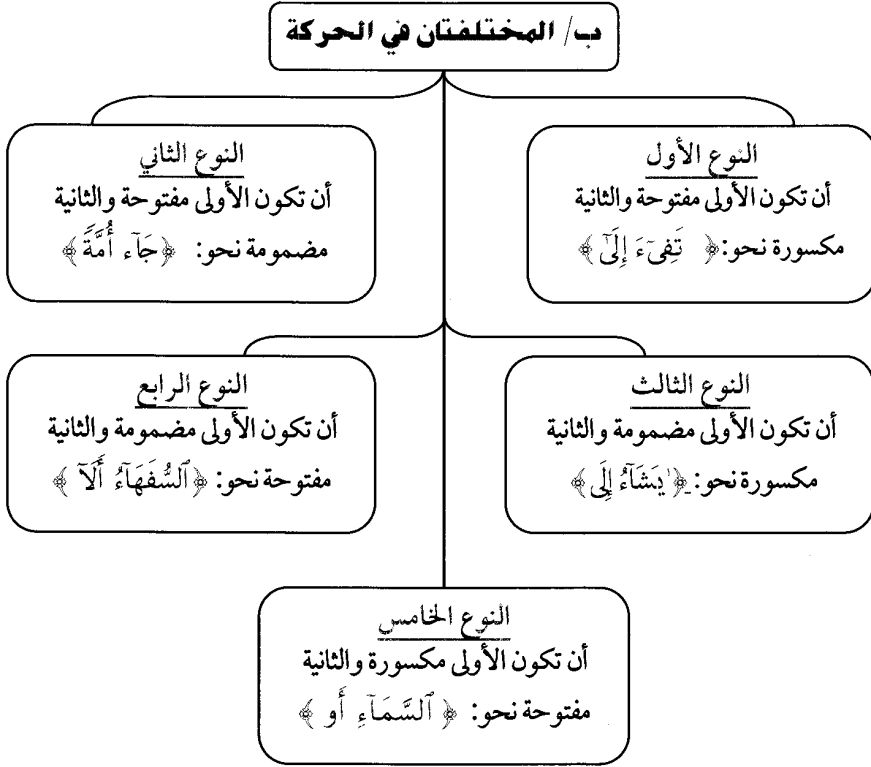 ب/ المختلفتان في الحركة
النوع الأول
أن تكون الأولى مفتوحة والثانية
مكسورة نحو: ﴿ تَفِىٓءَ إِلَىٰٓ ﴾
النوع الثاني
أن تكون الأولى مفتوحة والثانية
مضمومة نحو: ﴿جَآء أُمَّةً﴾
النوع الثالث
أن تكون الأولى مضمومة والثانية
مكسورة نحو: ﴿يَشَآءُ إِلَى﴾
النوع الرابع
أن تكون الأولى مضمومة والثانية
مفتوحة نحو: ﴿ٱلسُّفَهَآءُ أَلَآ ﴾
النوع الخامس
أن تكون الأولى مكسورة والثانية
مفتوحة نحو: ﴿ ٱلسَّمَآءِ أَو ﴾